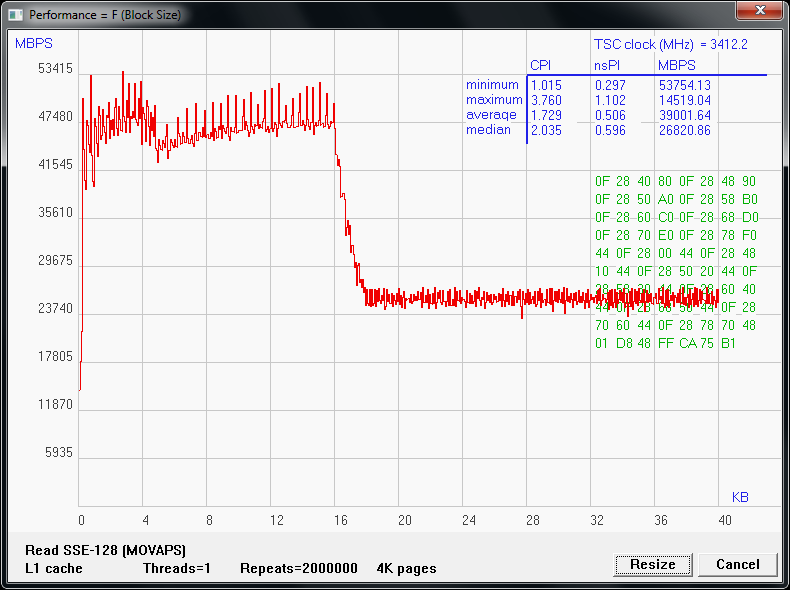 Performance = F (Block Size)
MBPS
TSC clock (MHz) = 3412.2
CPI nsPI MBPS
minimum 1.015 0.297 53754.13
maximum 3.760 1.102 14519.04
average 1.729 0.506 39001.64
median 2.035 0.596 26820.86
53415
47480
41545
35610
29675
23740
17805
11870
5935
0F 28 40 80 0F 28 48 90
0F 28 50 A0 0F 28 58 B0
0F 28 60 C0 0F 28 68 D0
0F 28 70 E0 0F 28 78 F0
44 0F 28 00 44 0F 28 48
10 44 0F 28 50 20 44 0F
28 58 30 44 0F 28 60 40
44 0F 28 68 50 44 0F 28
70 60 44 0F 28 78 70 48
01 D8 48 FF CA 75 B1
KB
0 4 8 12 16 20 24 28 32 36 40
Read SSE-128 (MOVAPS)
L1 cache Threads=1 Repeats=2000000 4K pages
Resize Cancel